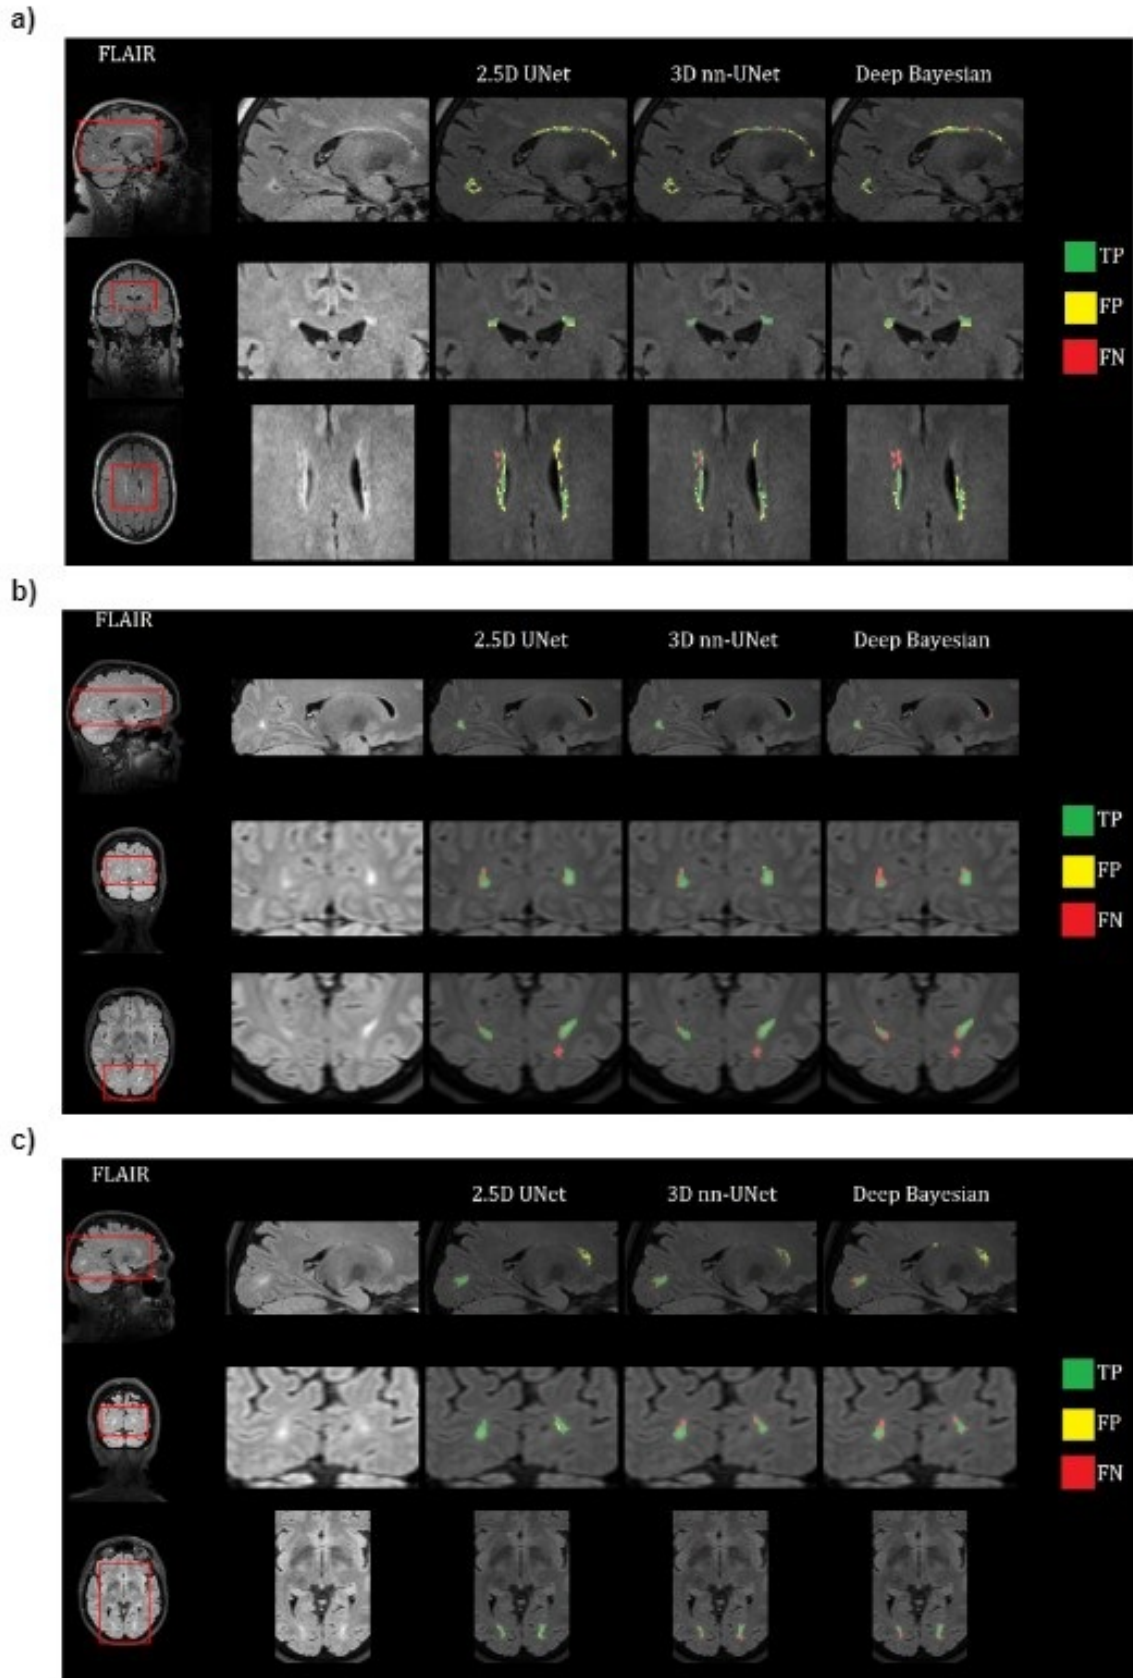 a)
FLAIR
2.5D UNet 3D nn-UNet Deep Bayesian
TP
FP
FN
b)
FLAIR
2.5D UNet 3D nn-UNet Deep Bayesian
TP
FP
FN
c)
FLAIR
2.5D UNet 3D nn-UNet Deep Bayesian
TP
FP
FN